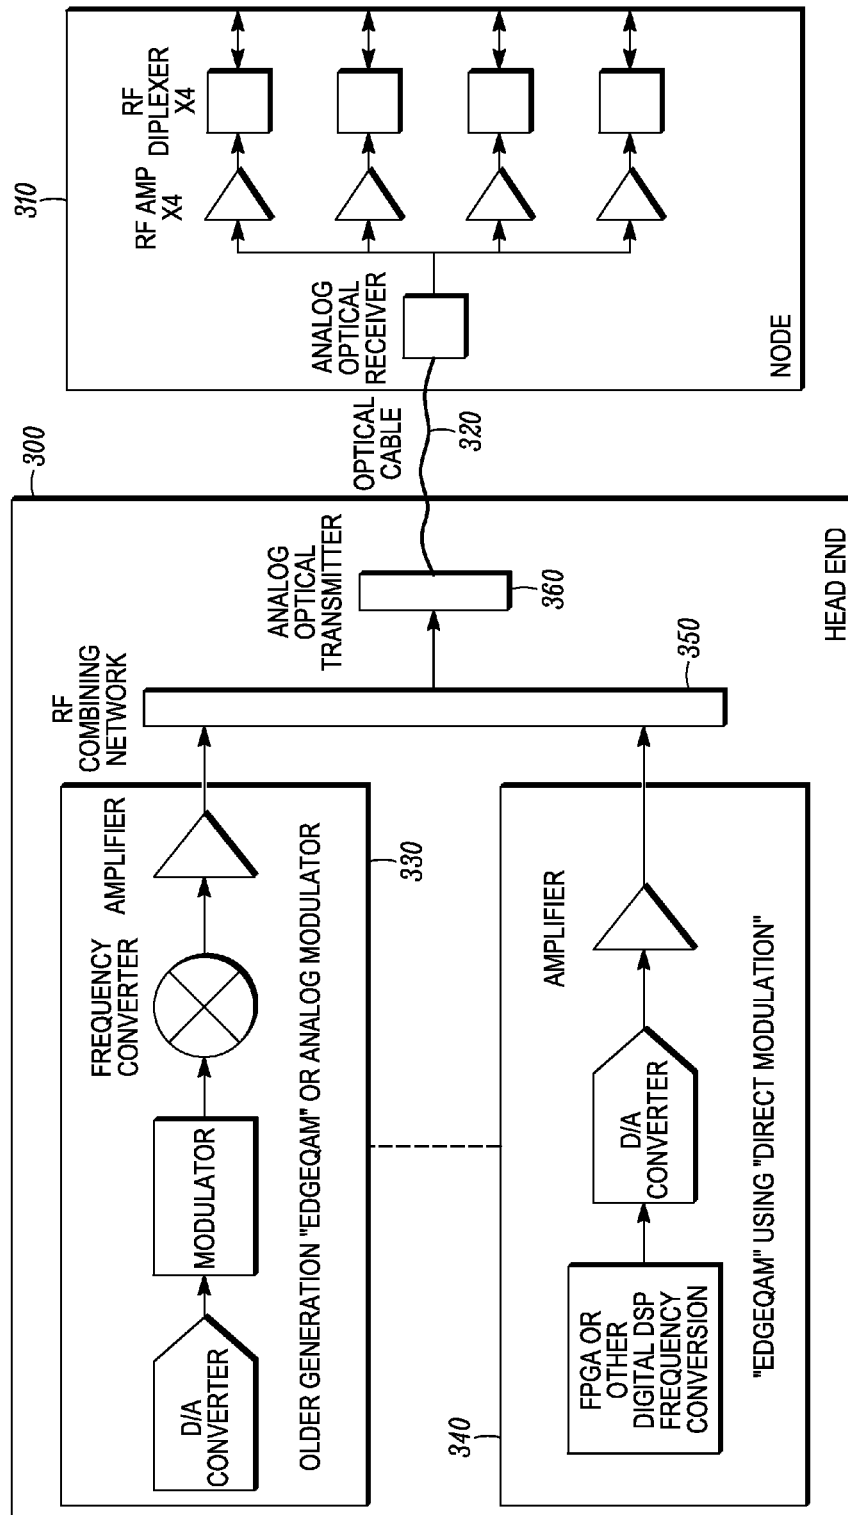 300
310
D/A
CONVERTER
MODULATOR
FREQUENCY
CONVERTER
AMPLIFIER
OLDER GENERATION "EDGEQAM" OR ANALOG MODULATOR
330
RF
COMBINING
NETWORK
ANALOG
OPTICAL
TRANSMITTER
360
350
OPTICAL
CABLE
320
ANALOG
OPTICAL
RECEIVER
RF AMP
X4
RF
DIPLEXER
X4
NODE
340
FPGA OR
OTHER
DIGITAL DSP
FREQUENCY
CONVERSION
D/A
CONVERTER
AMPLIFIER
"EDGEQAM" USING "DIRECT MODULATION"
HEAD END